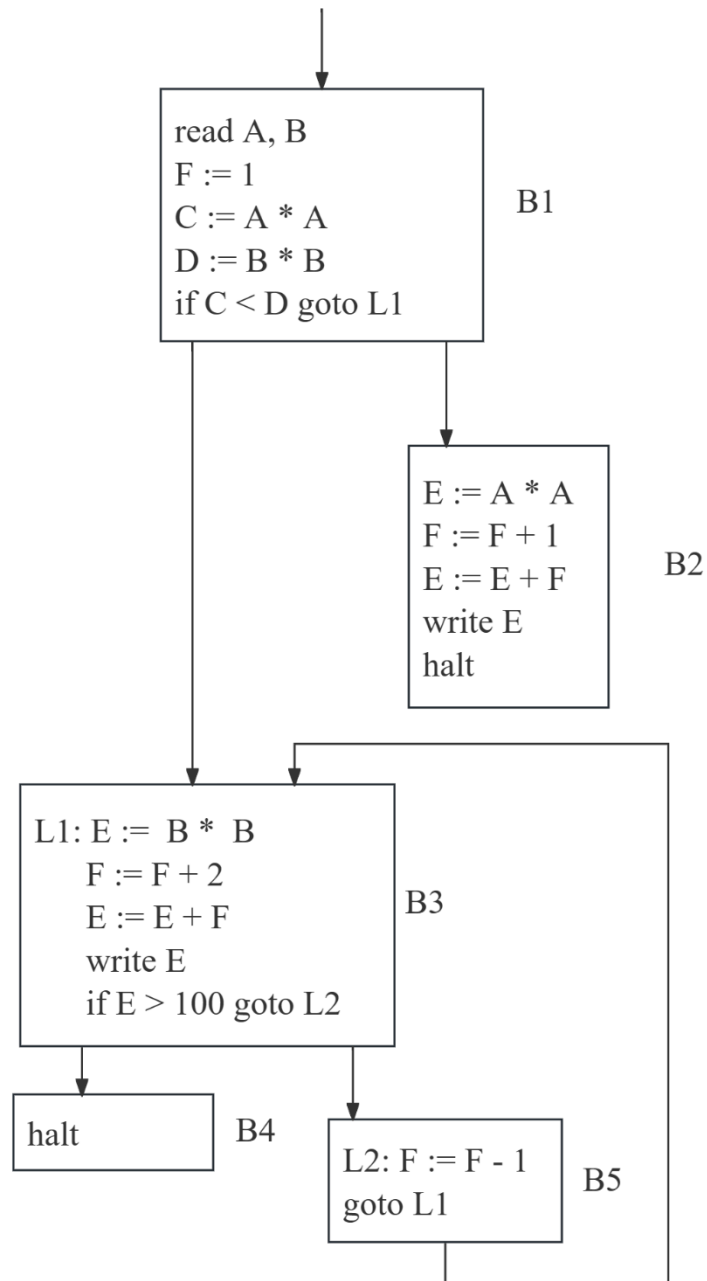 read A, B
F := 1
C := A * A
D := B * B
if C < D goto L1
B1
E := A * A
F := F + 1
E := E + F
write E
halt
B2
L1: E := B * B
F := F + 2
E := E + F
write E
if E > 100 goto L2
B3
halt
B4
L2: F := F - 1
goto L1
B5